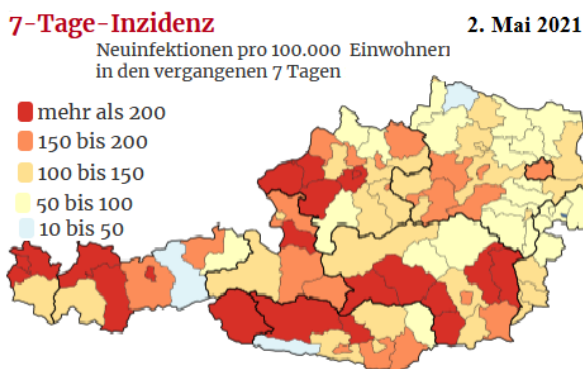 7-Tage-Inzidenz
2. Mai 2021
Neuinfektionen pro 100.000 Einwohnern
in den vergangenen 7 Tagen
mehr als 200
150 bis 200
100 bis 150
50 bis 100
10 bis 50